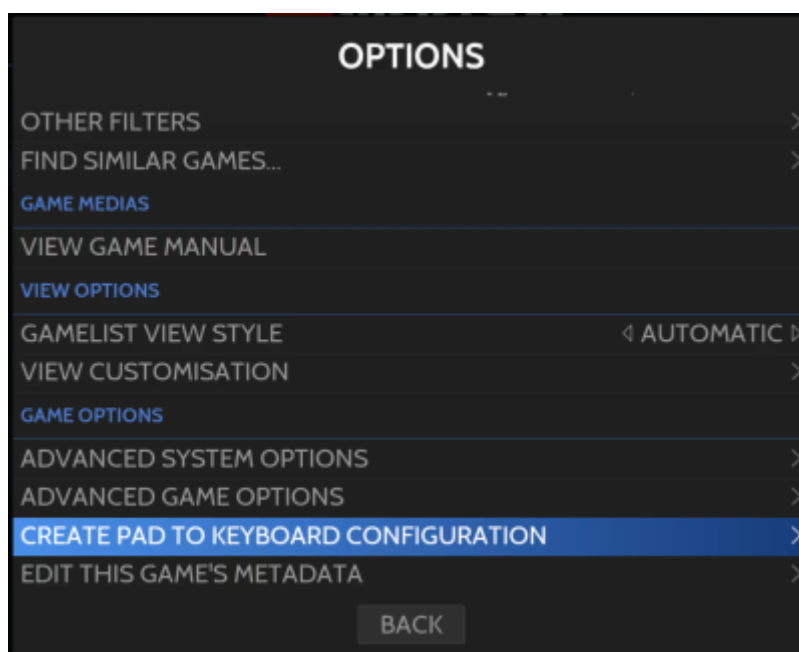 OPTIONS
OTHER FILTERS
FIND SIMILAR GAMES...
GAME MEDIAS
VIEW GAME MANUAL
VIEW OPTIONS
GAMELIST VIEW STYLE AUTOMATIC
VIEW CUSTOMISATION
GAME OPTIONS
ADVANCED SYSTEM OPTIONS
ADVANCED GAME OPTIONS
CREATE PAD TO KEYBOARD CONFIGURATION
EDIT THIS GAME'S METADATA
BACK